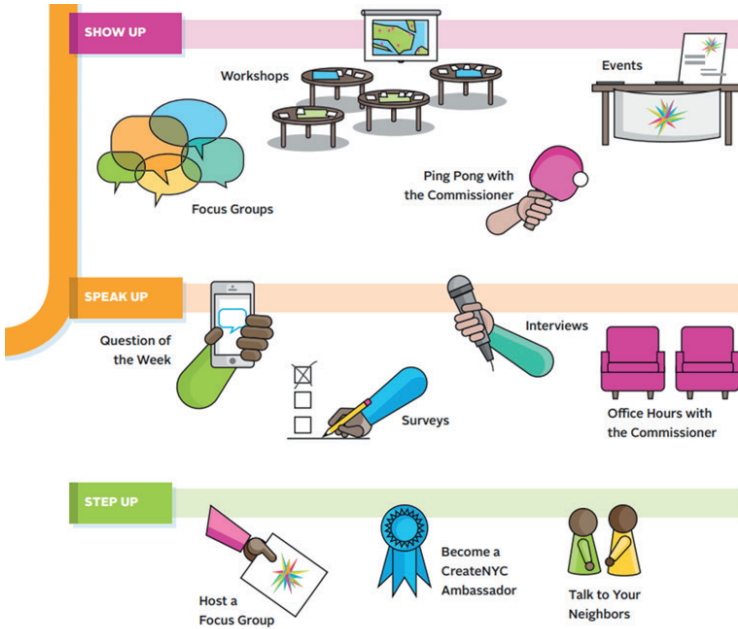 SHOW UP
Workshops
Events
Focus Groups
Ping Pong with
the Commissioner
SPEAK UP
Question of
the Week
Surveys
Interviews
Office Hours with
the Commissioner
STEP UP
Host a
Focus Group
Become a
CreateNYC
Ambassador
Talk to Your
Neighbors